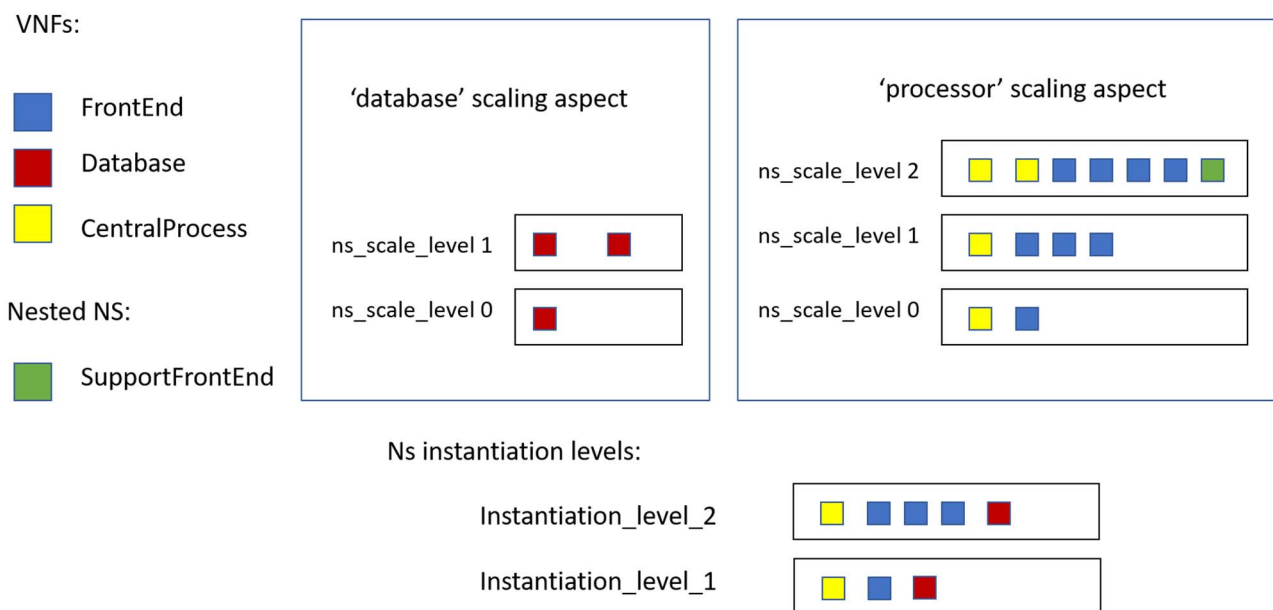 VNFs:
FrontEnd
Database
CentralProcess
Nested NS:
SupportFrontEnd
‘database’ scaling aspect
ns_scale_level 1
ns_scale_level 0
‘processor’ scaling aspect
ns_scale_level 2
ns_scale_level 1
ns_scale_level 0
Ns instantiation levels:
Instantiation_level_2
Instantiation_level_1